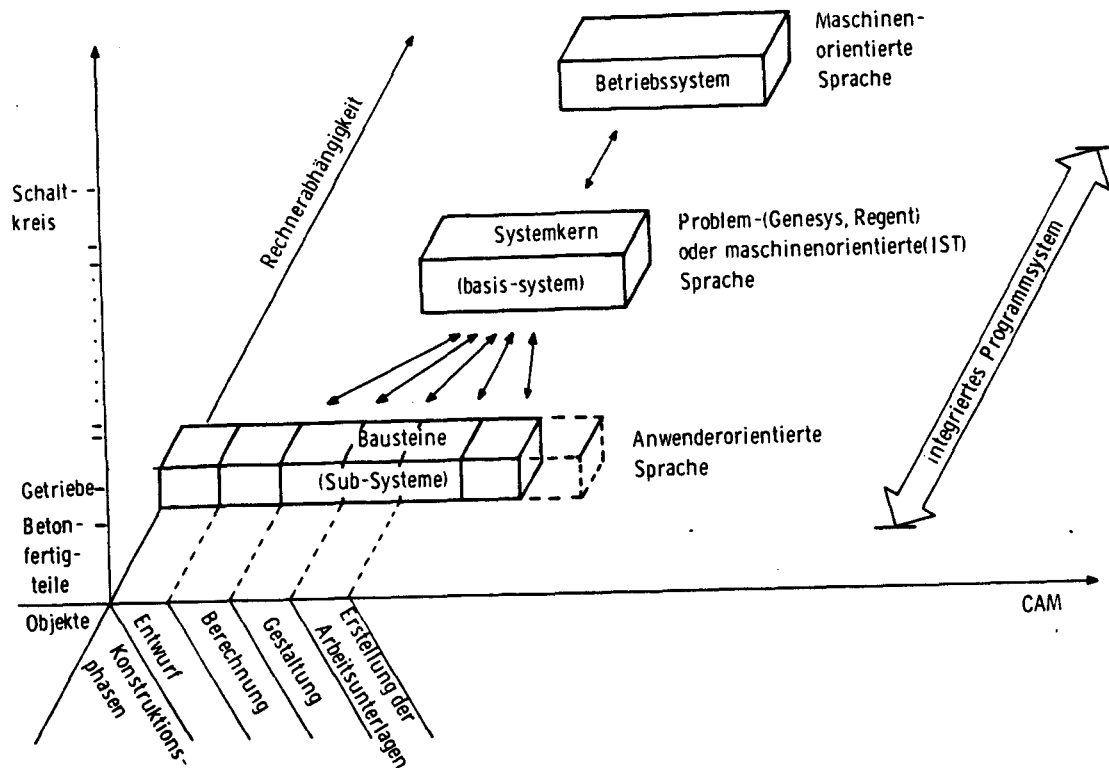 Maschinen-
orientierte
Sprache
Betriebssystem
Rechnerabhängigkeit
Schalt-
kreis
Systemkern
(basis-system)
Problem-(Genesys, Regent)
oder maschinenorientierte(IST)
Sprache
integriertes Programmsystem
Bausteine
(Sub-Systeme)
Anwenderorientierte
Sprache
Getriebe
Beton-
fertig-
teile
Objekte
CAM
Entwurf
Konstruktions-
phasen
Berechnung
Gestaltung
Erstellung der
Arbeitsunterlagen